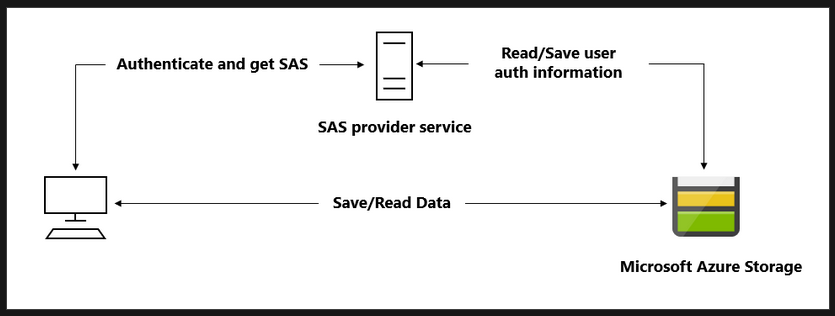 Authenticate and get SAS
Read/Save user
auth information
SAS provider service
Save/Read Data
Microsoft Azure Storage